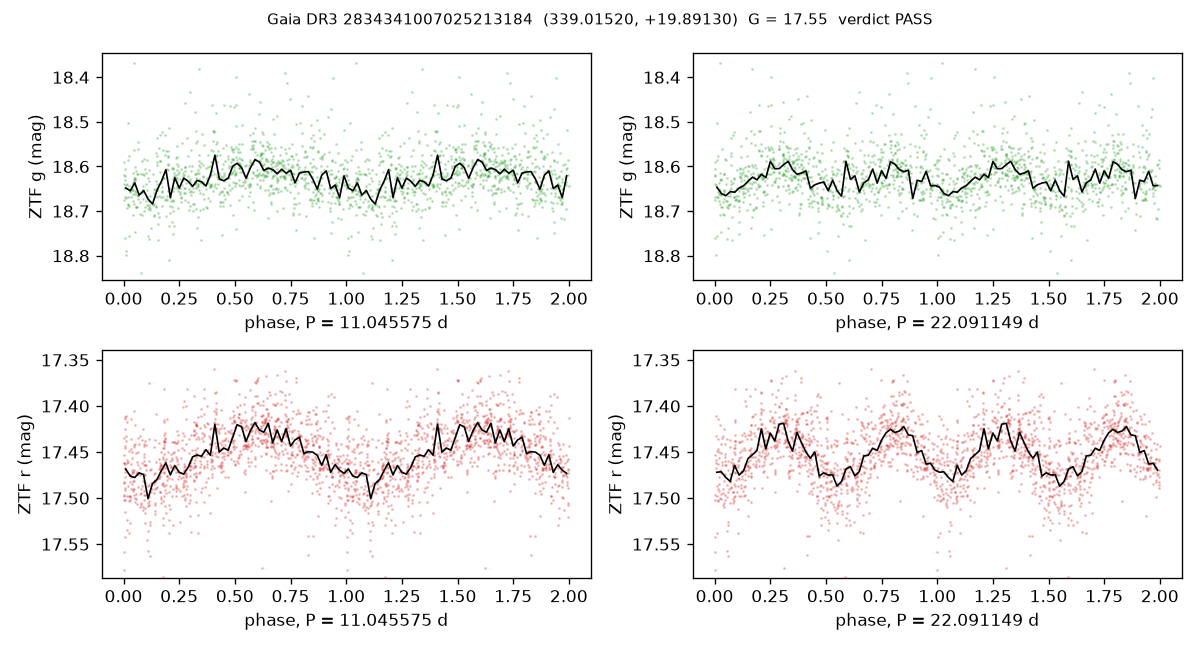 Gaia DR3 2834341007025213184  (339.01520, +19.89130)  G = 17.55  verdict PASS
ZTF g (mag)
18.4
18.5
18.6
18.7
18.8
0.00 0.25 0.50 0.75 1.00 1.25 1.50 1.75 2.00
phase, P = 11.045575 d
ZTF g (mag)
18.4
18.5
18.6
18.7
18.8
0.00 0.25 0.50 0.75 1.00 1.25 1.50 1.75 2.00
phase, P = 22.091149 d
ZTF r (mag)
17.35
17.40
17.45
17.50
17.55
0.00 0.25 0.50 0.75 1.00 1.25 1.50 1.75 2.00
phase, P = 11.045575 d
ZTF r (mag)
17.35
17.40
17.45
17.50
17.55
0.00 0.25 0.50 0.75 1.00 1.25 1.50 1.75 2.00
phase, P = 22.091149 d